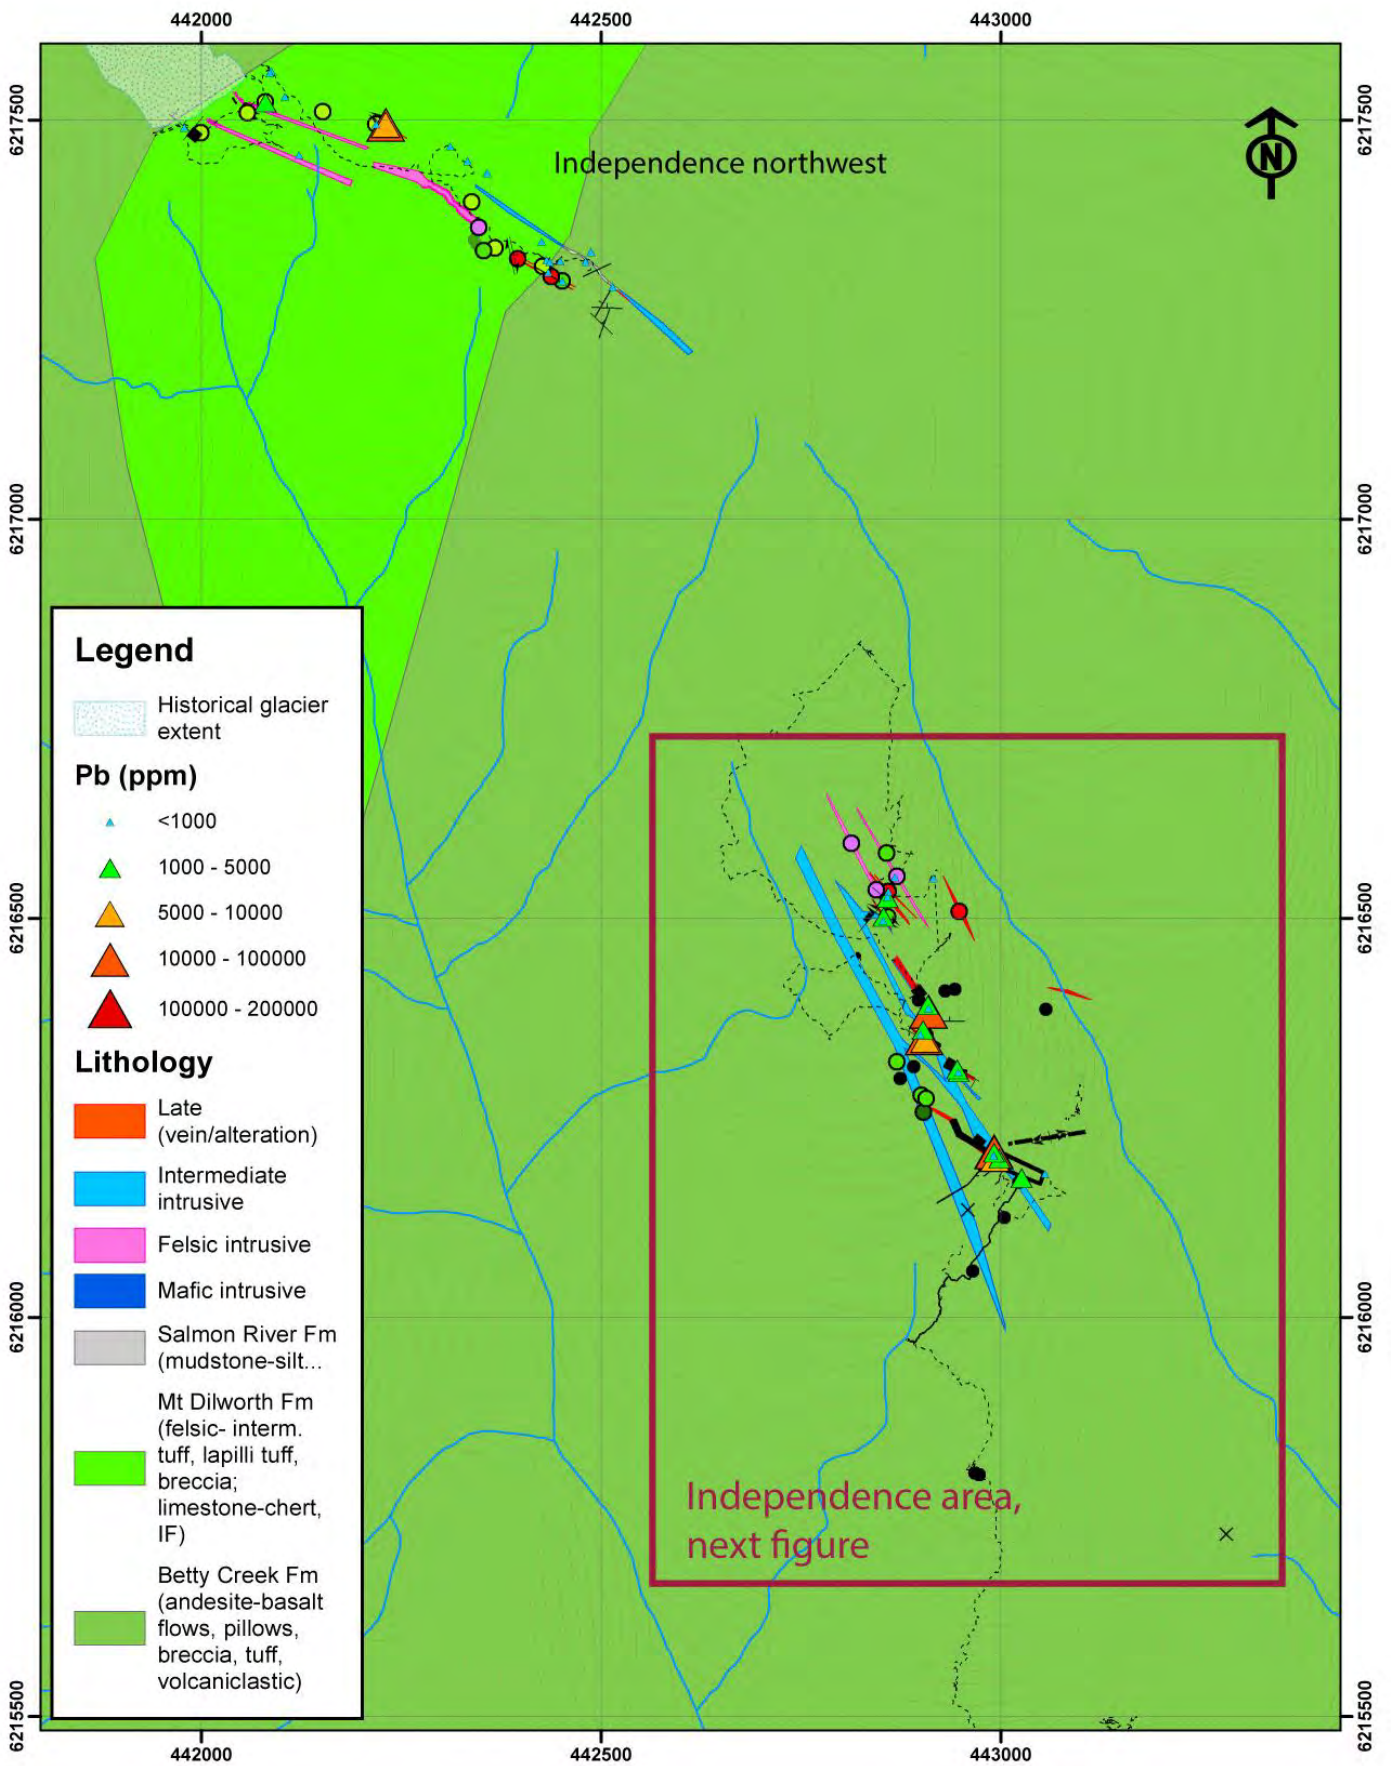 442000
442500
443000
6217500
6217500
N
Independence northwest
6217000
6217000
Legend
Historical glacier
extent
Pb (ppm)
<1000
1000 - 5000
5000 - 10000
10000 - 100000
100000 - 200000
Lithology
Late
(vein/alteration)
Intermediate
intrusive
Felsic intrusive
Mafic intrusive
Salmon River Fm
(mudstone-silt...
Mt Dilworth Fm
(felsic- interm.
tuff, lapilli tuff,
breccia;
limestone-chert,
IF)
Betty Creek Fm
(andesite-basalt
flows, pillows,
breccia, tuff,
volcaniclastic)
6216500
6216500
6216000
6216000
Independence area,
next figure
6215500
6215500
442000
442500
443000